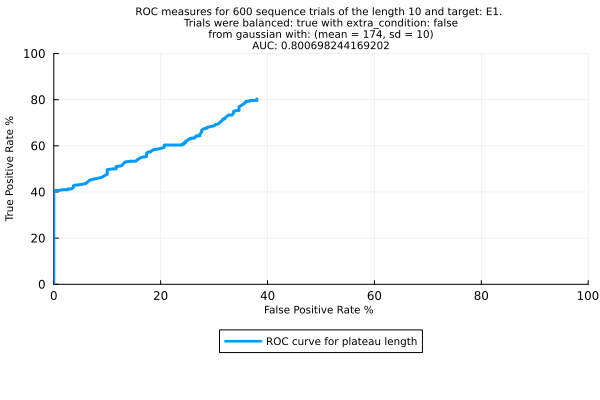 ROC measures for 600 sequence trials of the length 10 and target: E1.
Trials were balanced: true with extra_condition: false
from gaussian with: (mean = 174, sd = 10)
AUC: 0.800698244169202
100
80
60
40
20
0
True Positive Rate %
0 20 40 60 80 100
False Positive Rate %
ROC curve for plateau length